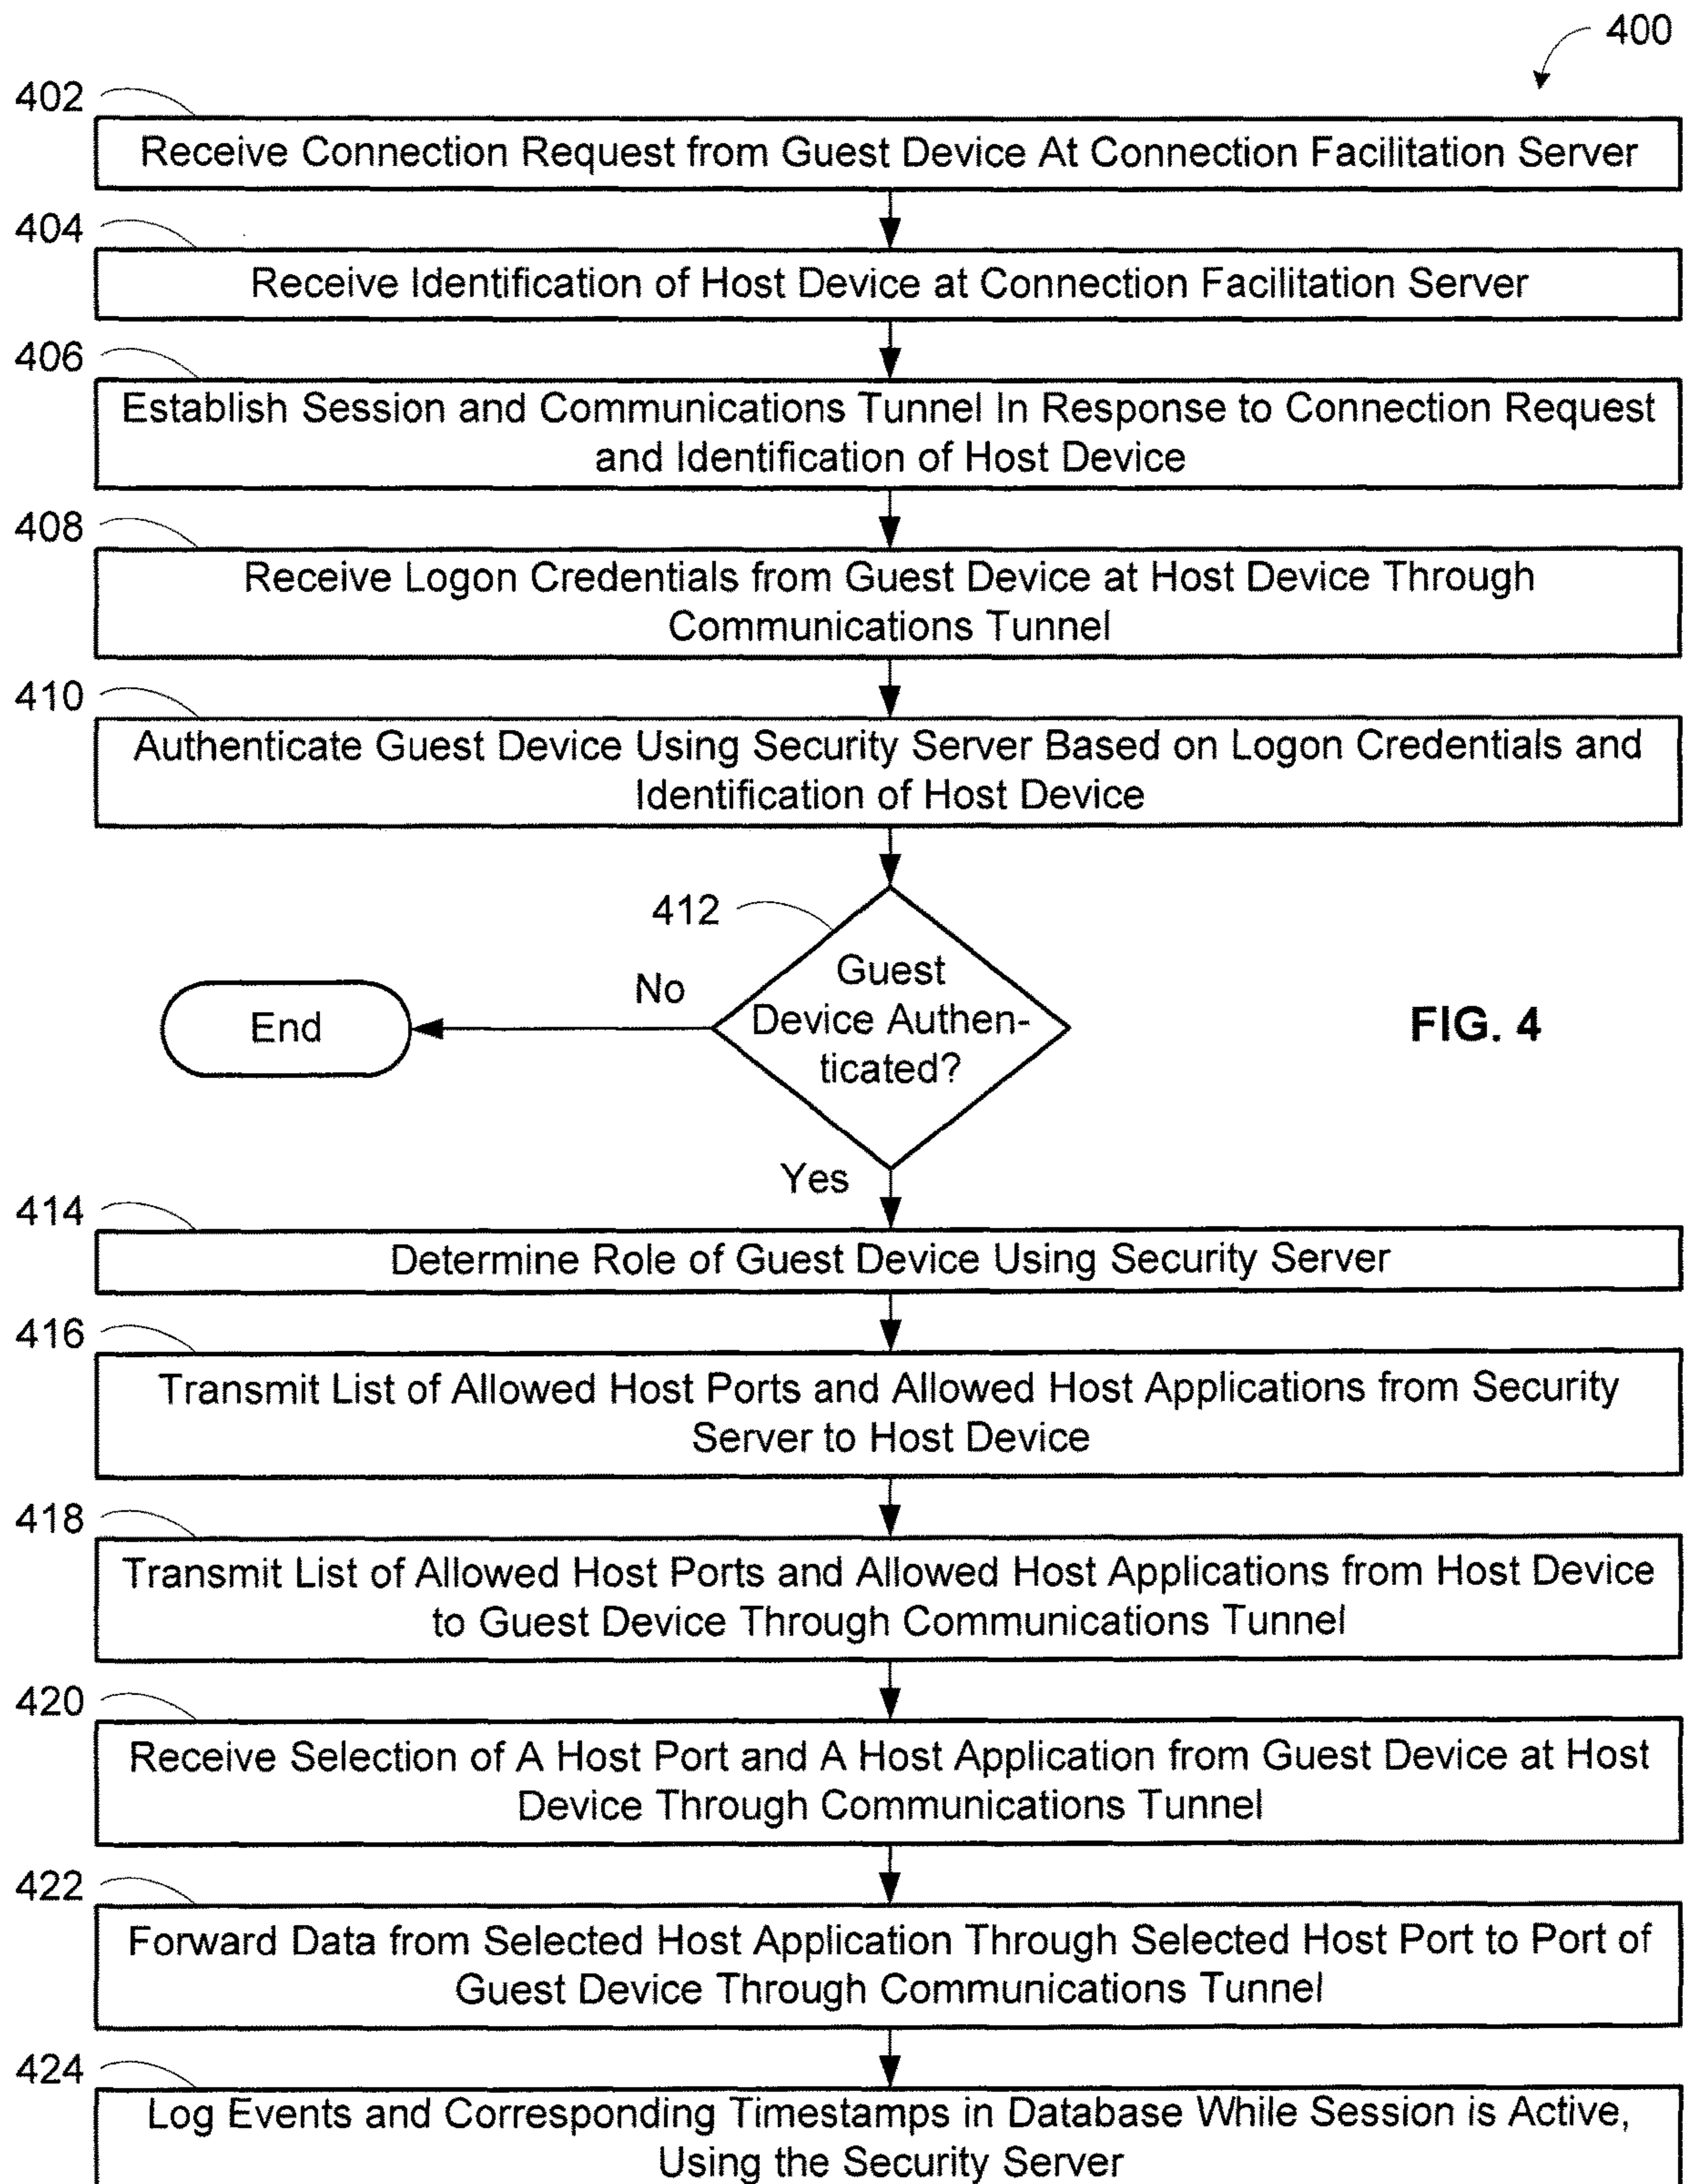 400
402
Receive Connection Request from Guest Device At Connection Facilitation Server
404
Receive Identification of Host Device at Connection Facilitation Server
406
Establish Session and Communications Tunnel In Response to Connection Request
and Identification of Host Device
408
Receive Logon Credentials from Guest Device at Host Device Through
Communications Tunnel
410
Authenticate Guest Device Using Security Server Based on Logon Credentials and
Identification of Host Device
412
Guest
Device Authen-
ticated?
No
End
FIG. 4
Yes
414
Determine Role of Guest Device Using Security Server
416
Transmit List of Allowed Host Ports and Allowed Host Applications from Security
Server to Host Device
418
Transmit List of Allowed Host Ports and Allowed Host Applications from Host Device
to Guest Device Through Communications Tunnel
420
Receive Selection of A Host Port and A Host Application from Guest Device at Host
Device Through Communications Tunnel
422
Forward Data from Selected Host Application Through Selected Host Port to Port of
Guest Device Through Communications Tunnel
424
Log Events and Corresponding Timestamps in Database While Session is Active,
Using the Security Server